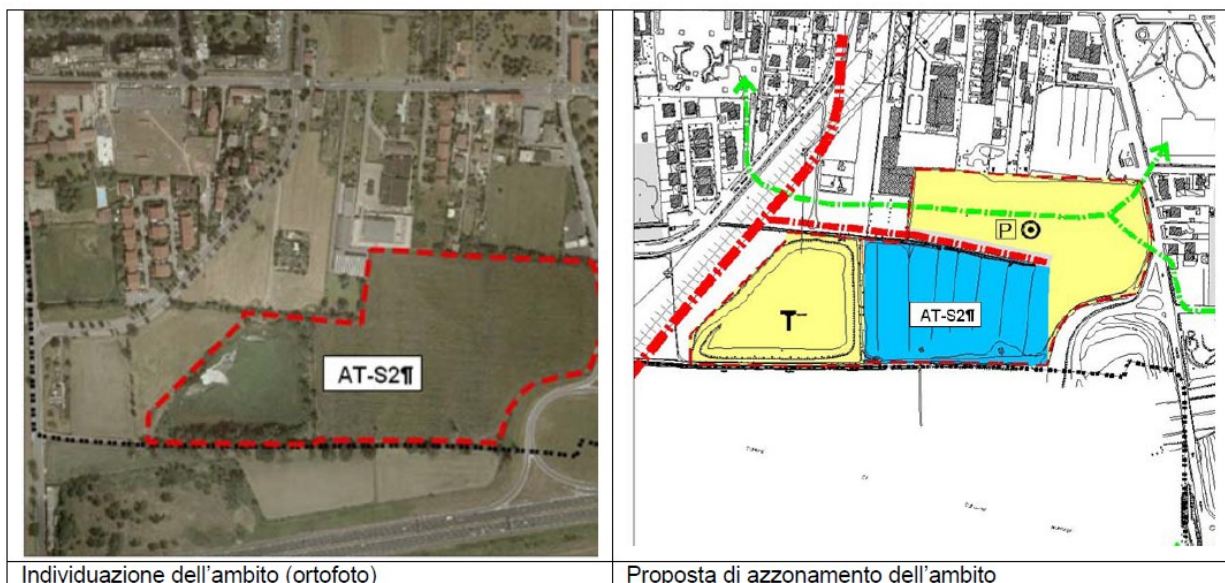 AT-S2¶
P
T
AT-S2¶
Individuazione dell'ambito (ortofoto)
Proposta di azzonamento dell'ambito